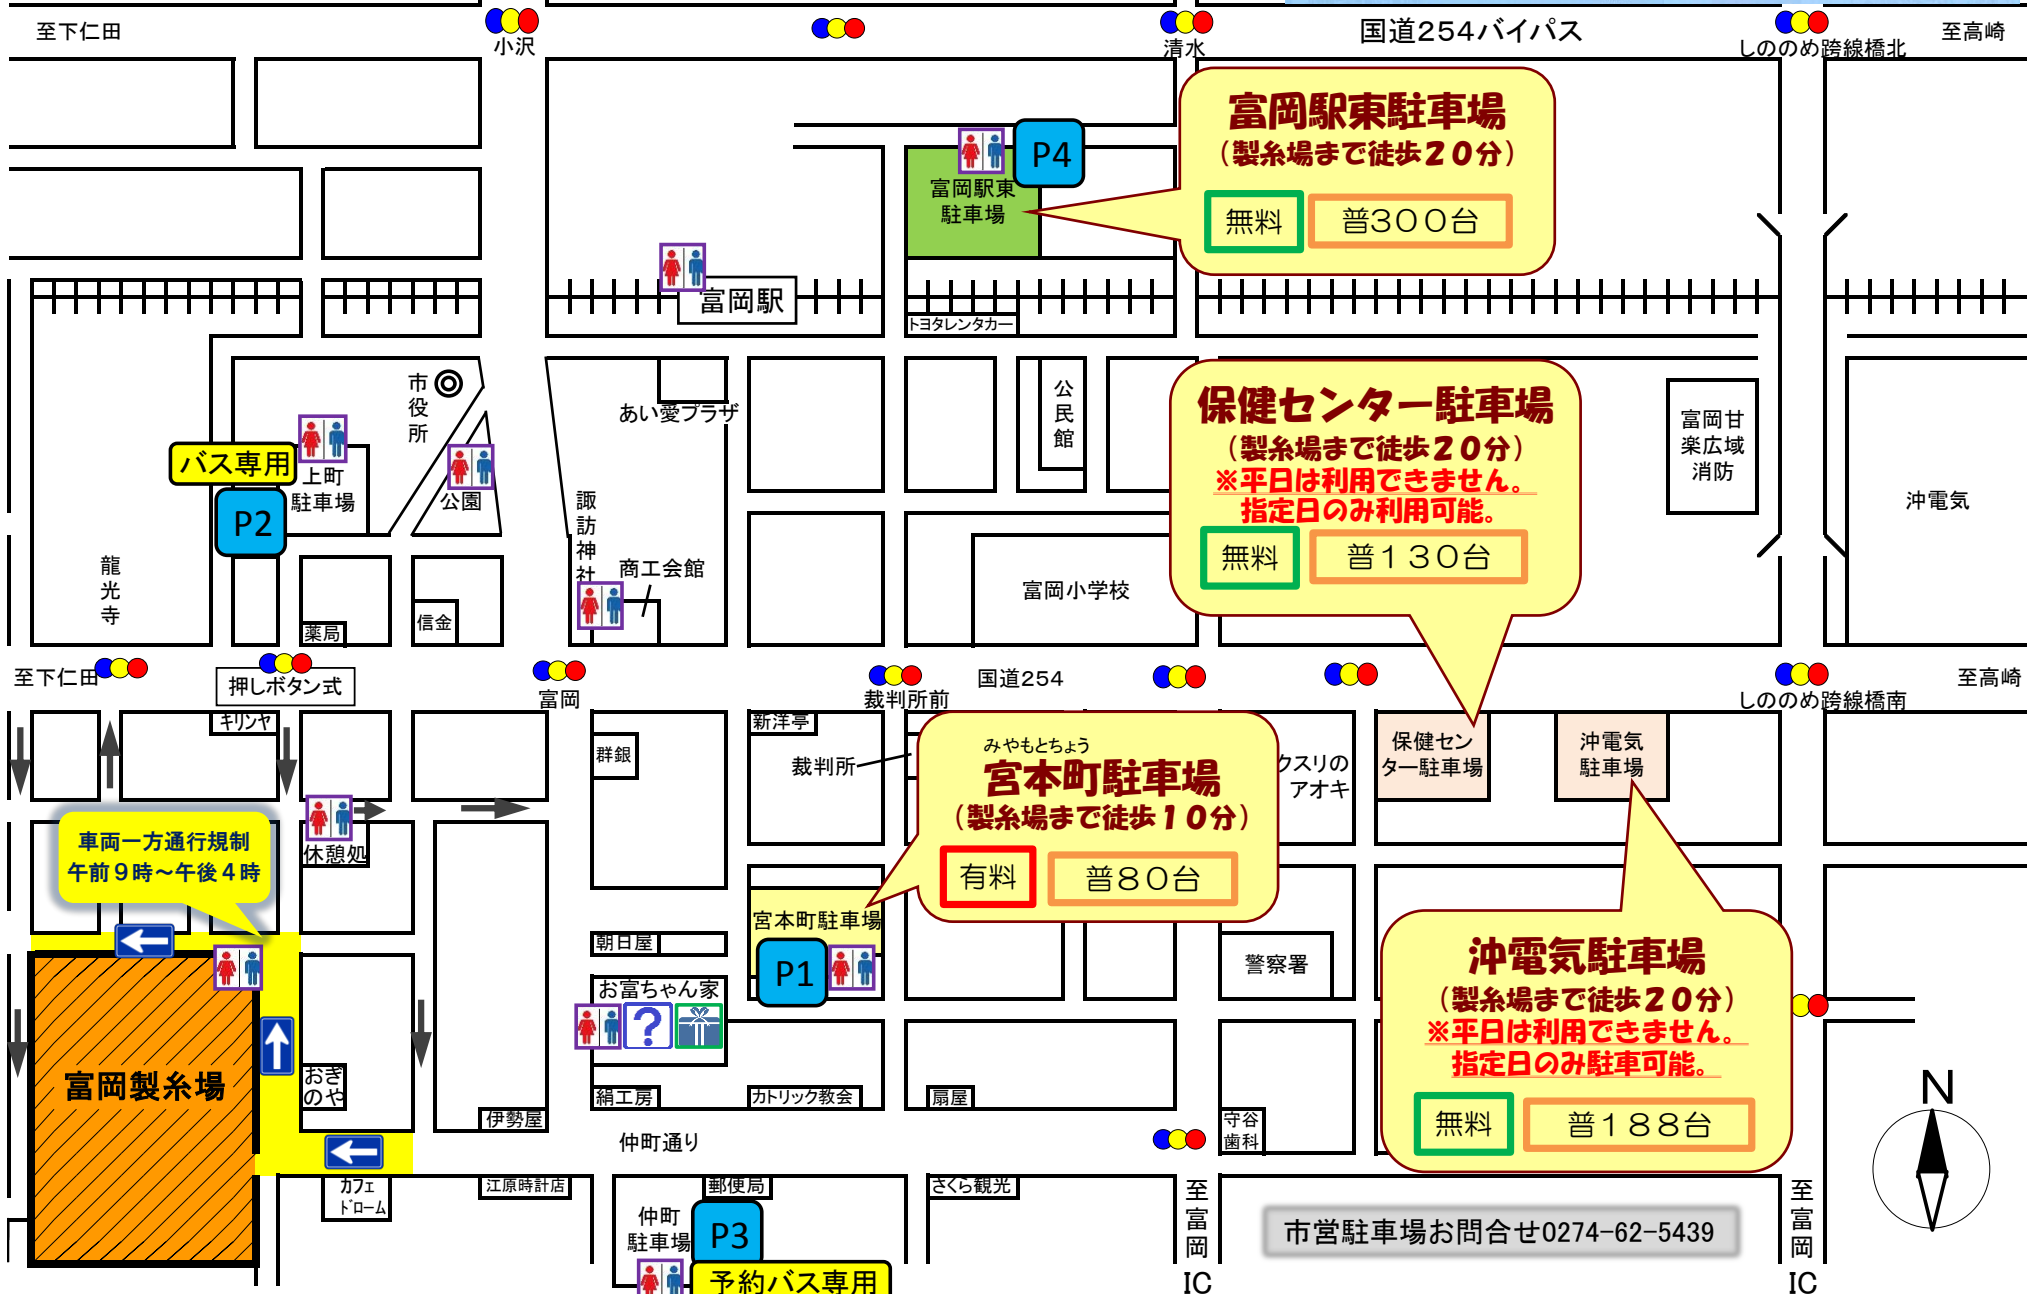 至下仁田
小沢
清水
国道254バイパス
しののめ跨線橋北
至高崎
富岡駅東駐車場
（製糸場まで徒歩２０分）
無料
普300台
P4
富岡駅東
駐車場
富岡駅
トヨタレンタカー
市役所
あい愛プラザ
公民館
保健センター駐車場
（製糸場まで徒歩２０分）
※平日は利用できません。
指定日のみ利用可能。
無料
普１３０台
富岡甘
楽広域
消防
沖電気
バス専用
上町
駐車場
P2
公園
諏訪神社
商工会館
龍光寺
薬局
信金
富岡小学校
至下仁田
押しボタン式
富岡
裁判所前
国道254
しののめ跨線橋南
至高崎
キリンヤ
群銀
新洋亭
裁判所
みやもとちょう
宮本町駐車場
（製糸場まで徒歩１０分）
有料
普８０台
クスリの
アオキ
保健セン
ター駐車場
沖電気
駐車場
車両一方通行規制
午前９時～午後４時
休憩処
宮本町駐車場
P1
朝日屋
お富ちゃん家
?
警察署
沖電気駐車場
（製糸場まで徒歩２０分）
※平日は利用できません。
指定日のみ駐車可能。
無料
普１８８台
富岡製糸場
おぎ
のや
伊勢屋
絹工房
カトリック教会
扇屋
守谷
歯科
仲町通り
カフェ
ドローム
江原時計店
郵便局
さくら観光
仲町
駐車場
P3
予約バス専用
至富岡IC
市営駐車場お問合せ0274-62-5439
至富岡IC
N